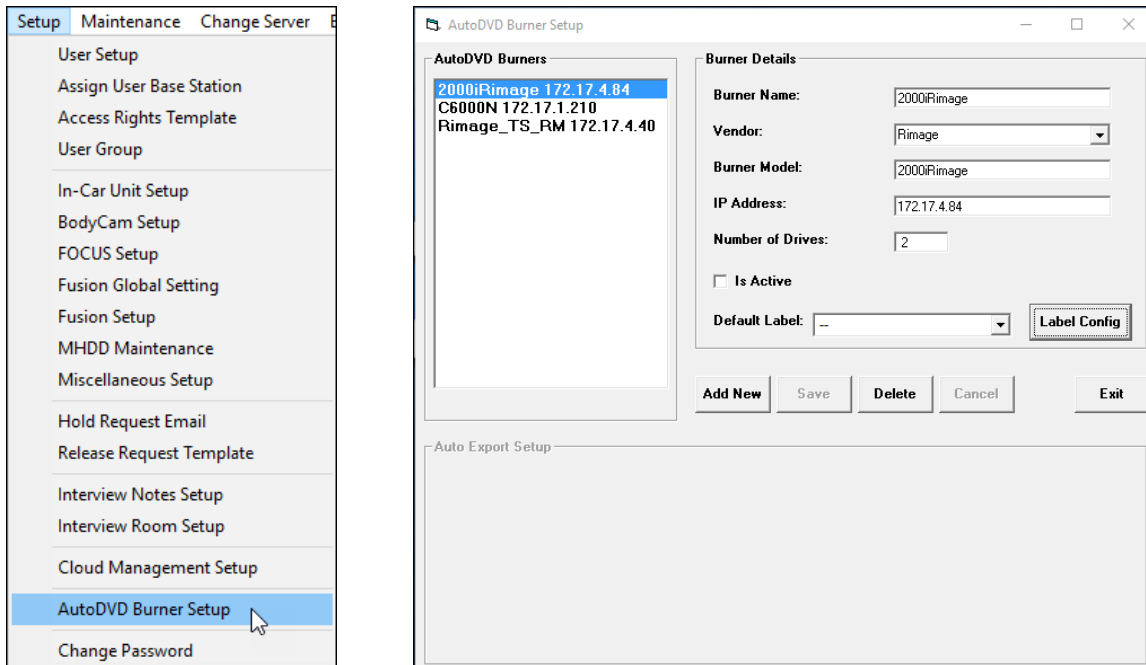 Setup Maintenance Change Server
User Setup
Assign User Base Station
Access Rights Template
User Group
In-Car Unit Setup
BodyCam Setup
FOCUS Setup
Fusion Global Setting
Fusion Setup
MHDD Maintenance
Miscellaneous Setup
Hold Request Email
Release Request Template
Interview Notes Setup
Interview Room Setup
Cloud Management Setup
AutoDVD Burner Setup
Change Password
AutoDVD Burner Setup
AutoDVD Burners
2000iRimage 172.17.4.84
C6000N 172.17.1.210
Rimage_TS_RM 172.17.4.40
Burner Details
Burner Name: 2000iRimage
Vendor: Rimage
Burner Model: 2000iRimage
IP Address: 172.17.4.84
Number of Drives: 2
Is Active
Default Label: -- Label Config
Add New Save Delete Cancel Exit
Auto Export Setup